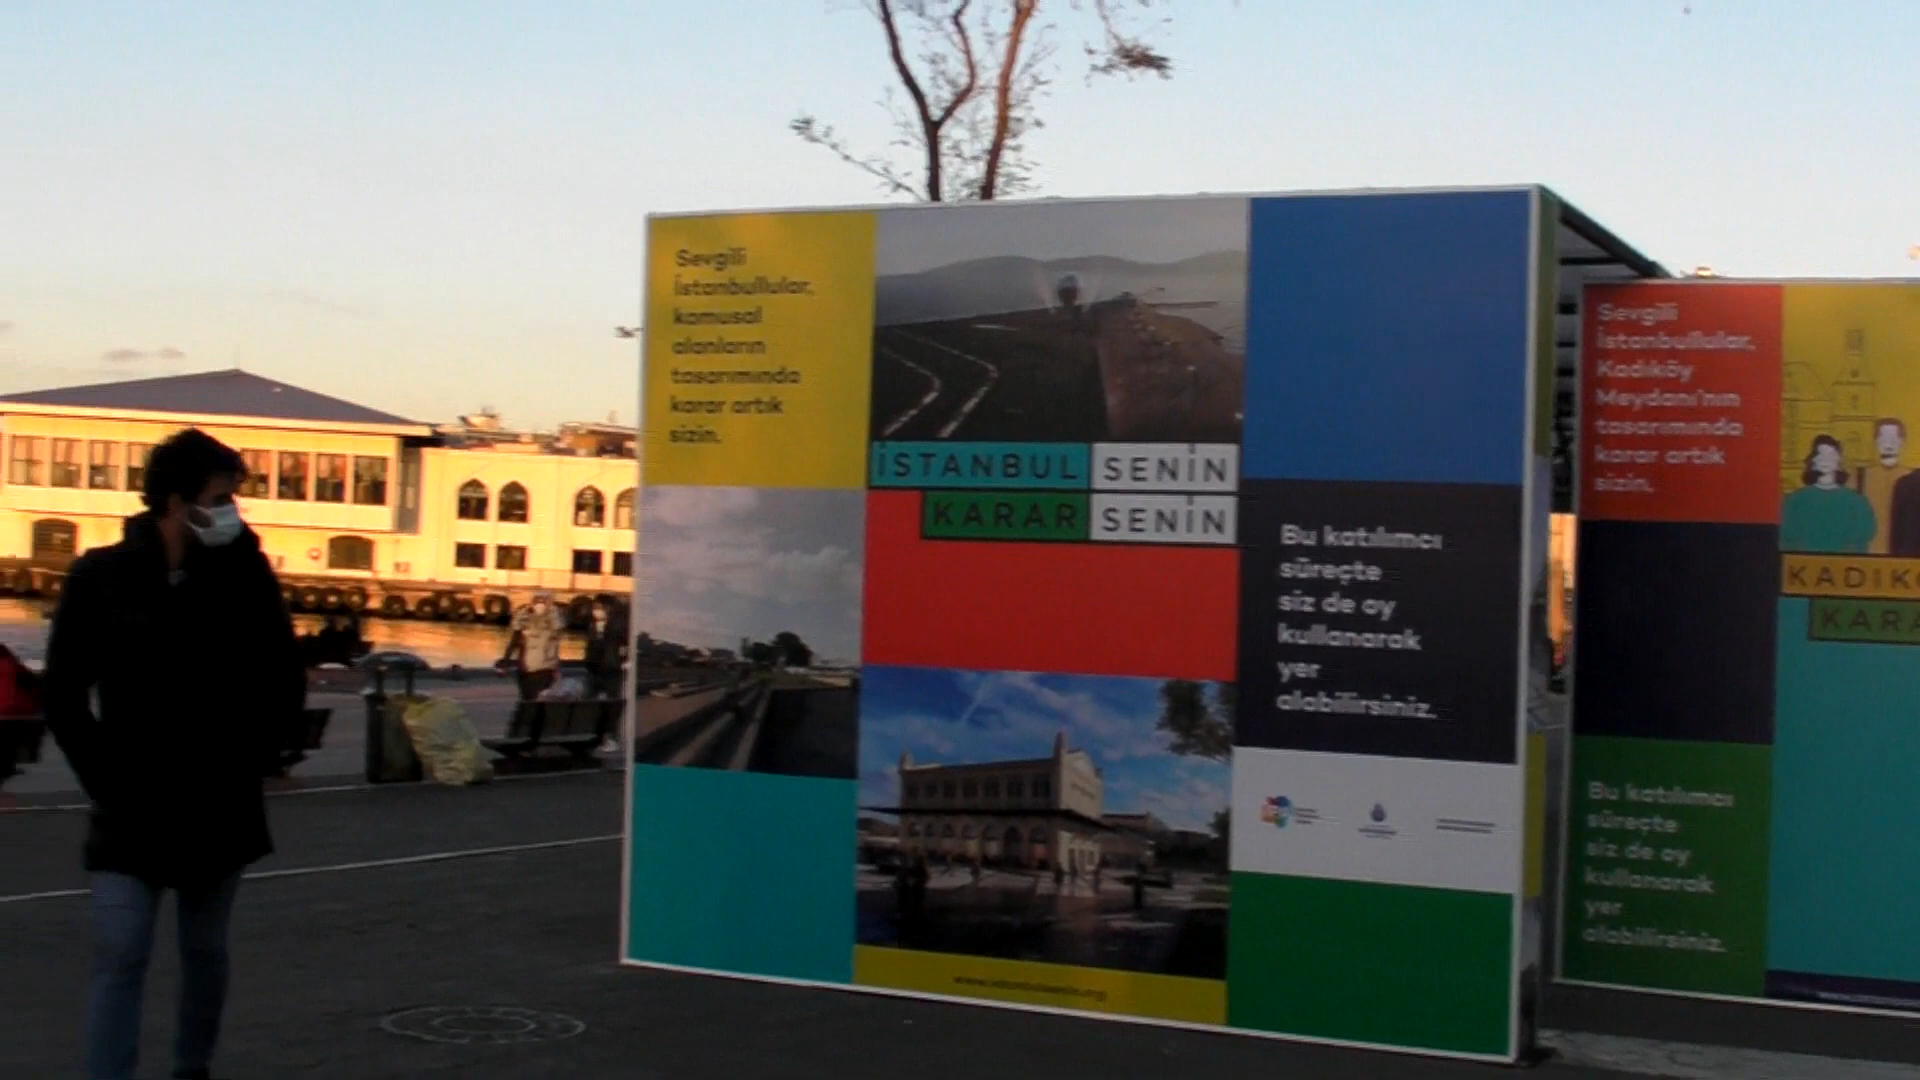 Sevgili
İstanbullular,
kamusal
alanların
tasarımında
karar artık
sizin.
İSTANBUL SENİN
KARAR SENİN
Bu katılımcı
süreçte
siz de oy
kullanarak
yer
alabilirsiniz.
Sevgili
İstanbullular,
Kadıköy
Meydanı'nın
tasarımında
karar artık
sizin.
KADIKÖ
KARA
Bu katılımcı
süreçte
siz de oy
kullanarak
yer
alabilirsiniz.